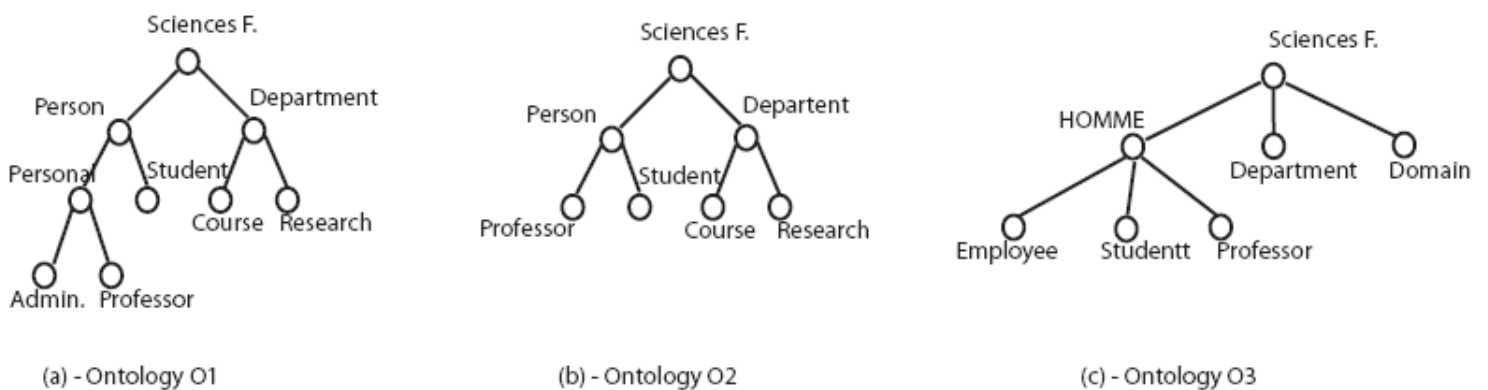 Sciences F.
Person
Department
Personal
Student
Course
Research
Admin.
Professor
(a) - Ontology O1
Sciences F.
Person
Departent
Student
Professor
Course
Research
(b) - Ontology O2
Sciences F.
HOMME
Department
Domain
Employee
Studentt
Professor
(c) - Ontology O3